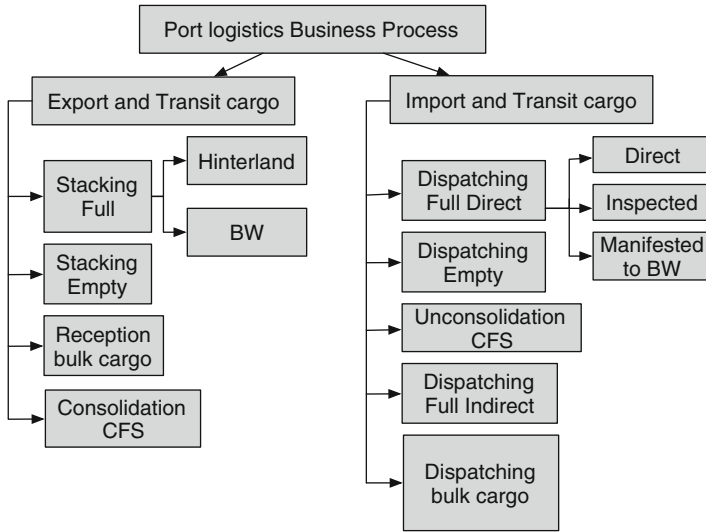 Port logistics Business Process
Export and Transit cargo
Stacking
Full
Hinterland
BW
Stacking
Empty
Reception
bulk cargo
Consolidation
CFS
Import and Transit cargo
Dispatching
Full Direct
Direct
Inspected
Manifested
to BW
Dispatching
Empty
Unconsolidation
CFS
Dispatching
Full Indirect
Dispatching
bulk cargo